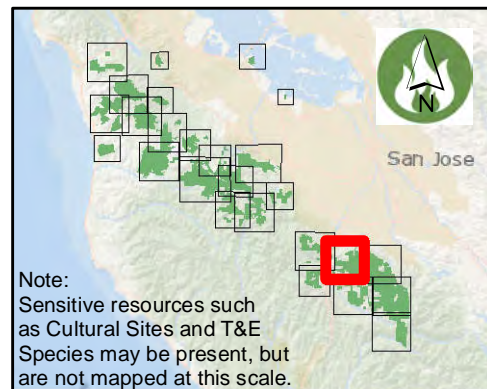 N
San Jose
Note:
Sensitive resources such
as Cultural Sites and T&E
Species may be present, but
are not mapped at this scale.